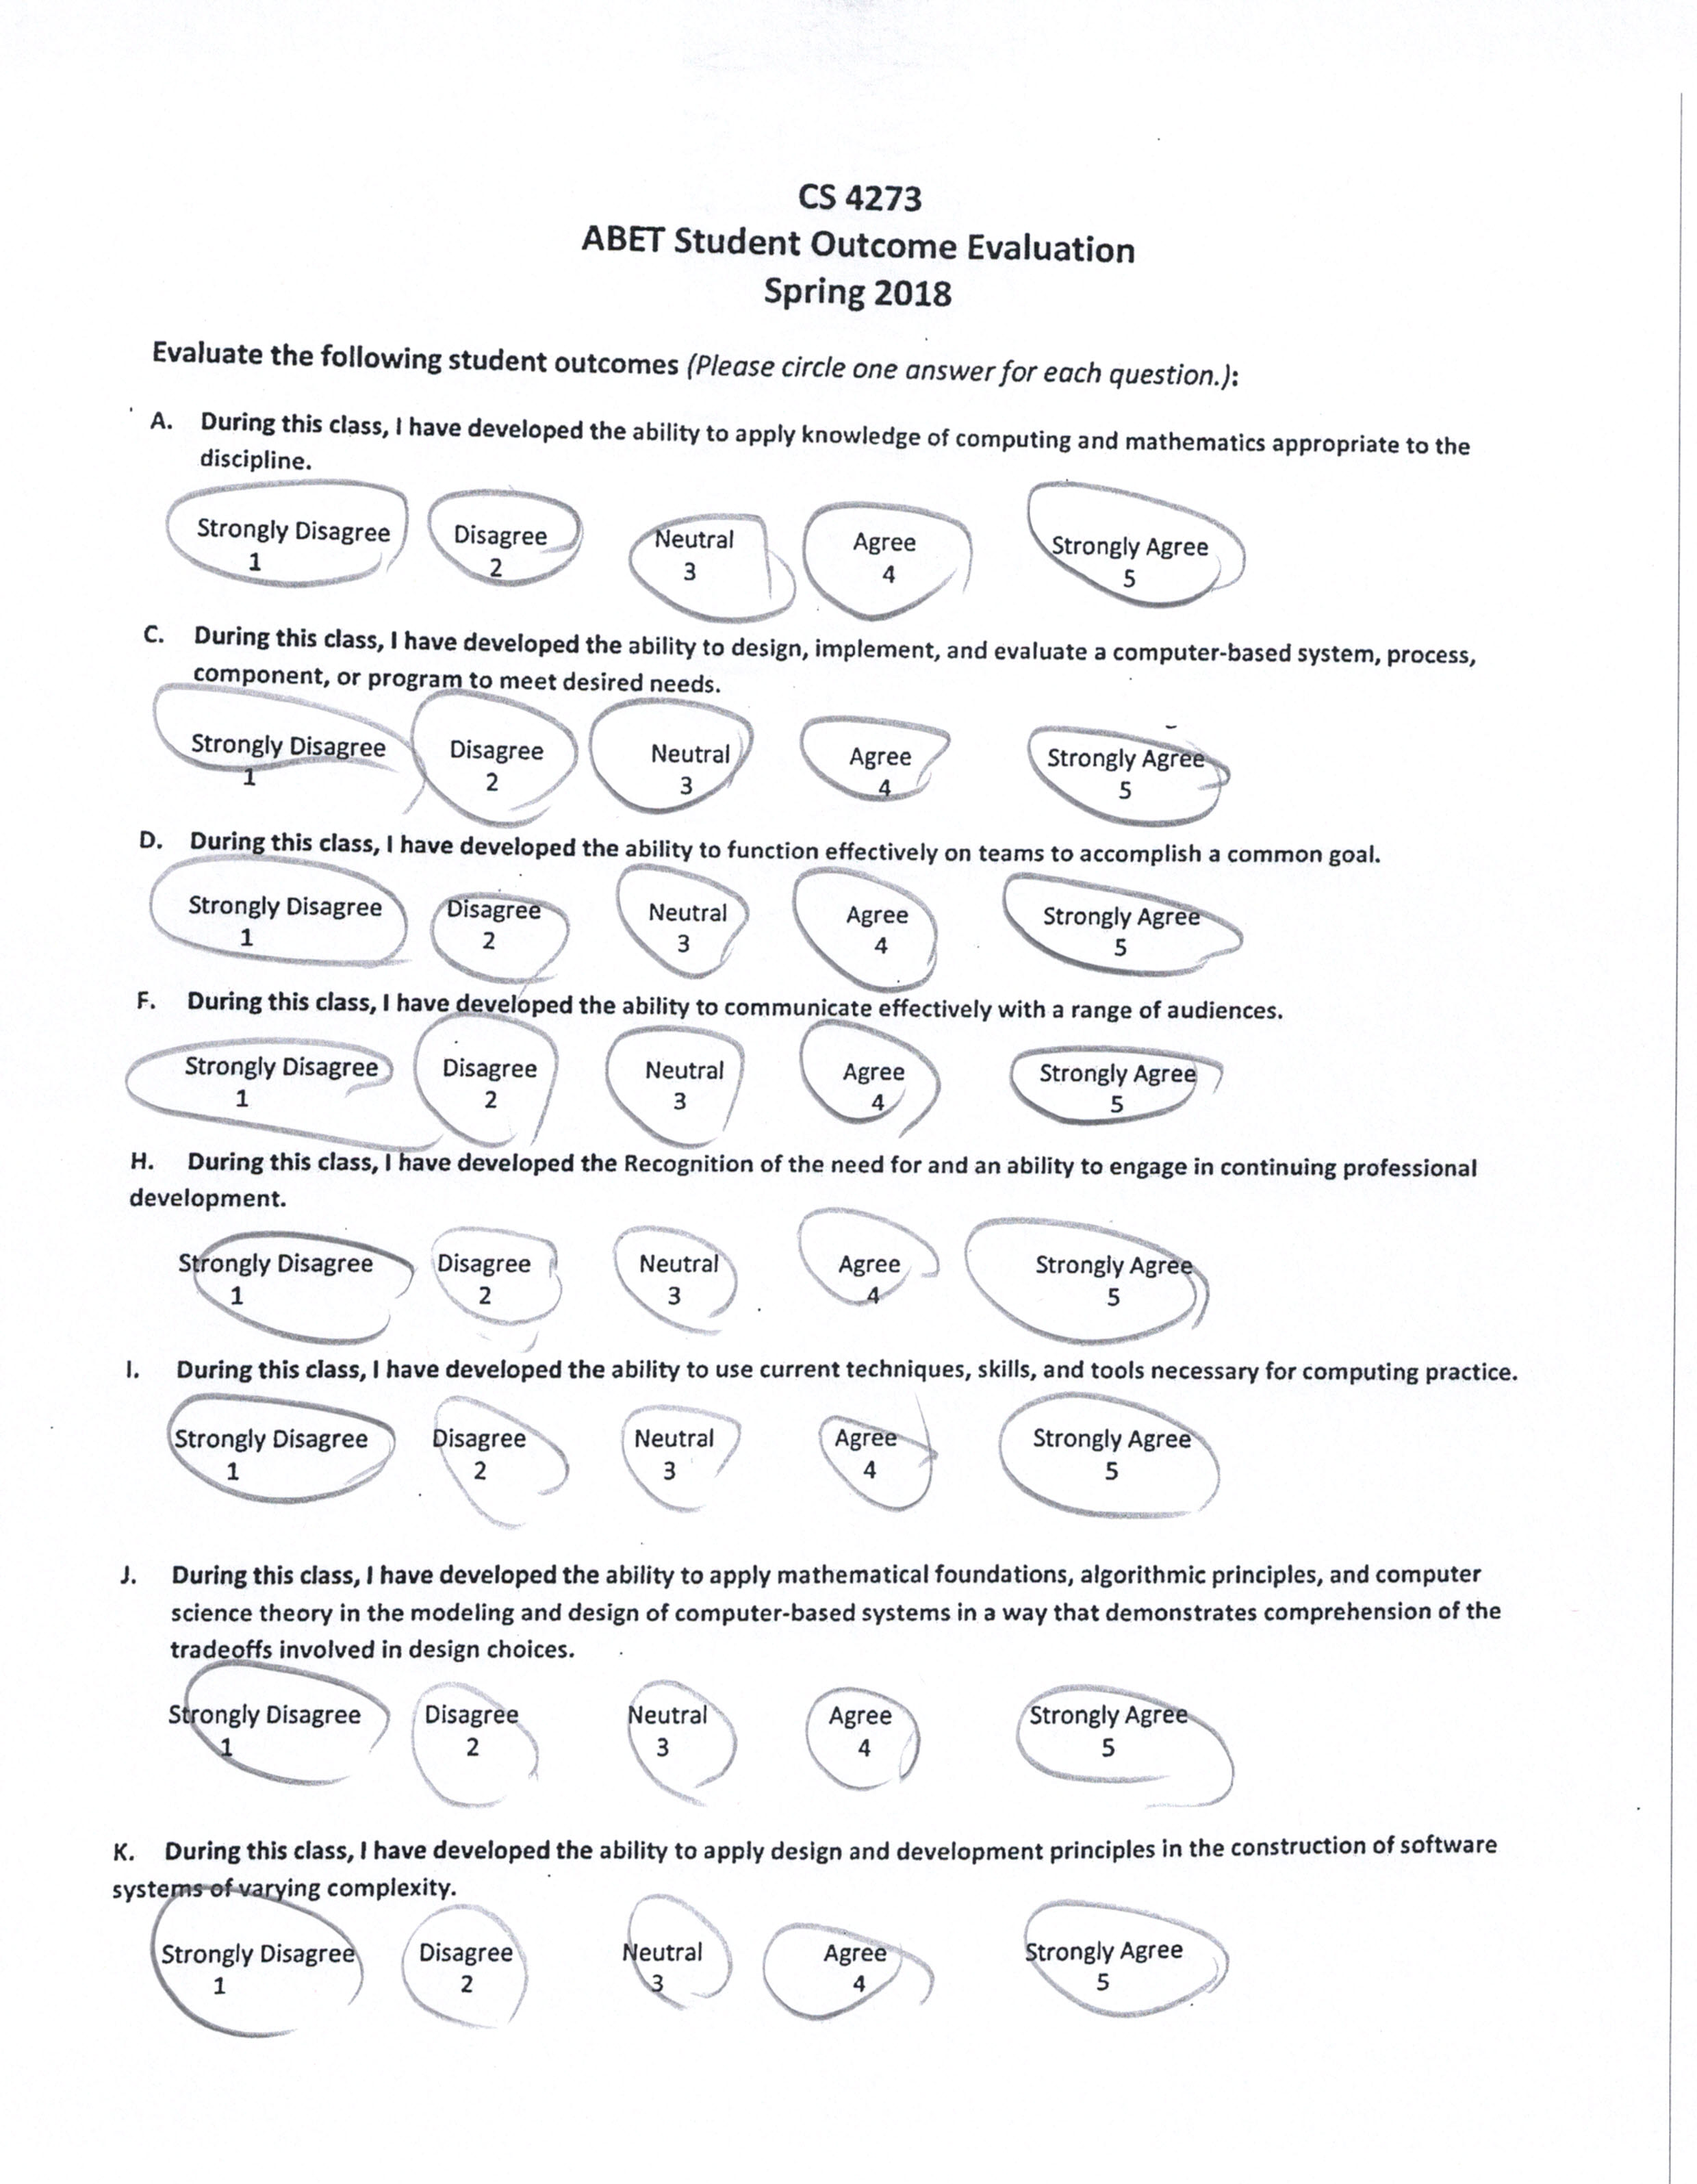 CS 4273
ABET Student Outcome Evaluation
Spring 2018
Evaluate the following student outcomes (Please circle one answer for each question.):
A. During this class, I have developed the ability to apply knowledge of computing and mathematics appropriate to the
discipline.
Strongly Disagree Disagree Neutral Agree Strongly Agree
1 2 3 4 5
C. During this class, I have developed the ability to design, implement, and evaluate a computer-based system, process,
component, or program to meet desired needs.
Strongly Disagree Disagree Neutral Agree Strongly Agree
1 2 3 4 5
D. During this class, I have developed the ability to function effectively on teams to accomplish a common goal.
Strongly Disagree Disagree Neutral Agree Strongly Agree
1 2 3 4 5
F. During this class, I have developed the ability to communicate effectively with a range of audiences.
Strongly Disagree Disagree Neutral Agree Strongly Agree
1 2 3 4 5
H. During this class, I have developed the Recognition of the need for and an ability to engage in continuing professional
development.
Strongly Disagree Disagree Neutral Agree Strongly Agree
1 2 3 4 5
I. During this class, I have developed the ability to use current techniques, skills, and tools necessary for computing practice.
Strongly Disagree Disagree Neutral Agree Strongly Agree
1 2 3 4 5
J. During this class, I have developed the ability to apply mathematical foundations, algorithmic principles, and computer
science theory in the modeling and design of computer-based systems in a way that demonstrates comprehension of the
tradeoffs involved in design choices.
Strongly Disagree Disagree Neutral Agree Strongly Agree
1 2 3 4 5
K. During this class, I have developed the ability to apply design and development principles in the construction of software
systems of varying complexity.
Strongly Disagree Disagree Neutral Agree Strongly Agree
1 2 3 4 5